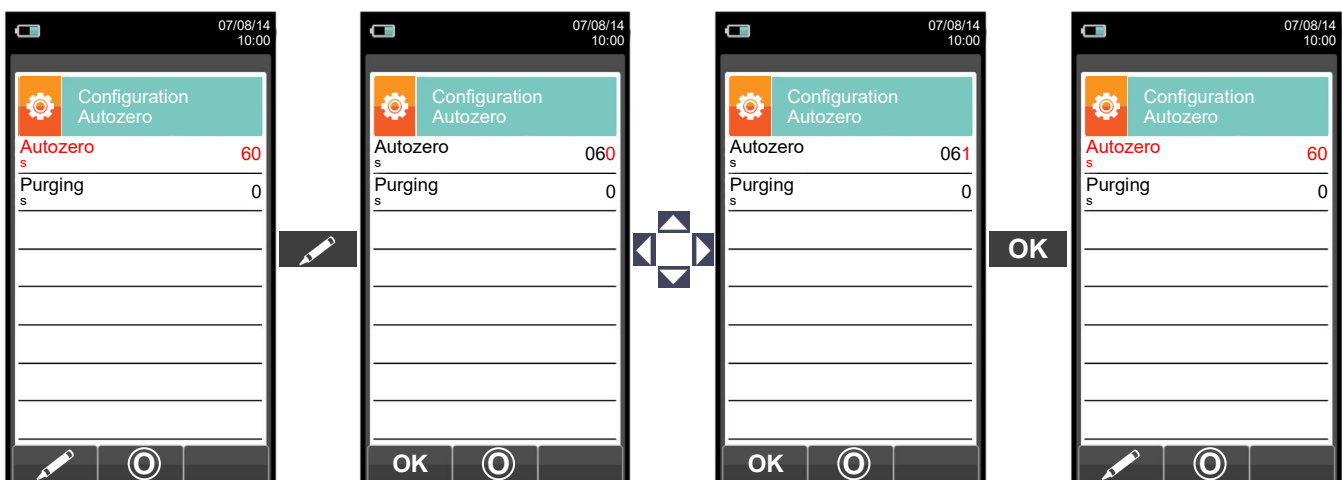 07/08/14
10:00
Configuration
Autozero
Autozero
s
60
Purging
s
0
07/08/14
10:00
Configuration
Autozero
Autozero
s
060
Purging
s
0
OK
07/08/14
10:00
Configuration
Autozero
Autozero
s
061
Purging
s
0
OK
OK
07/08/14
10:00
Configuration
Autozero
Autozero
s
60
Purging
s
0